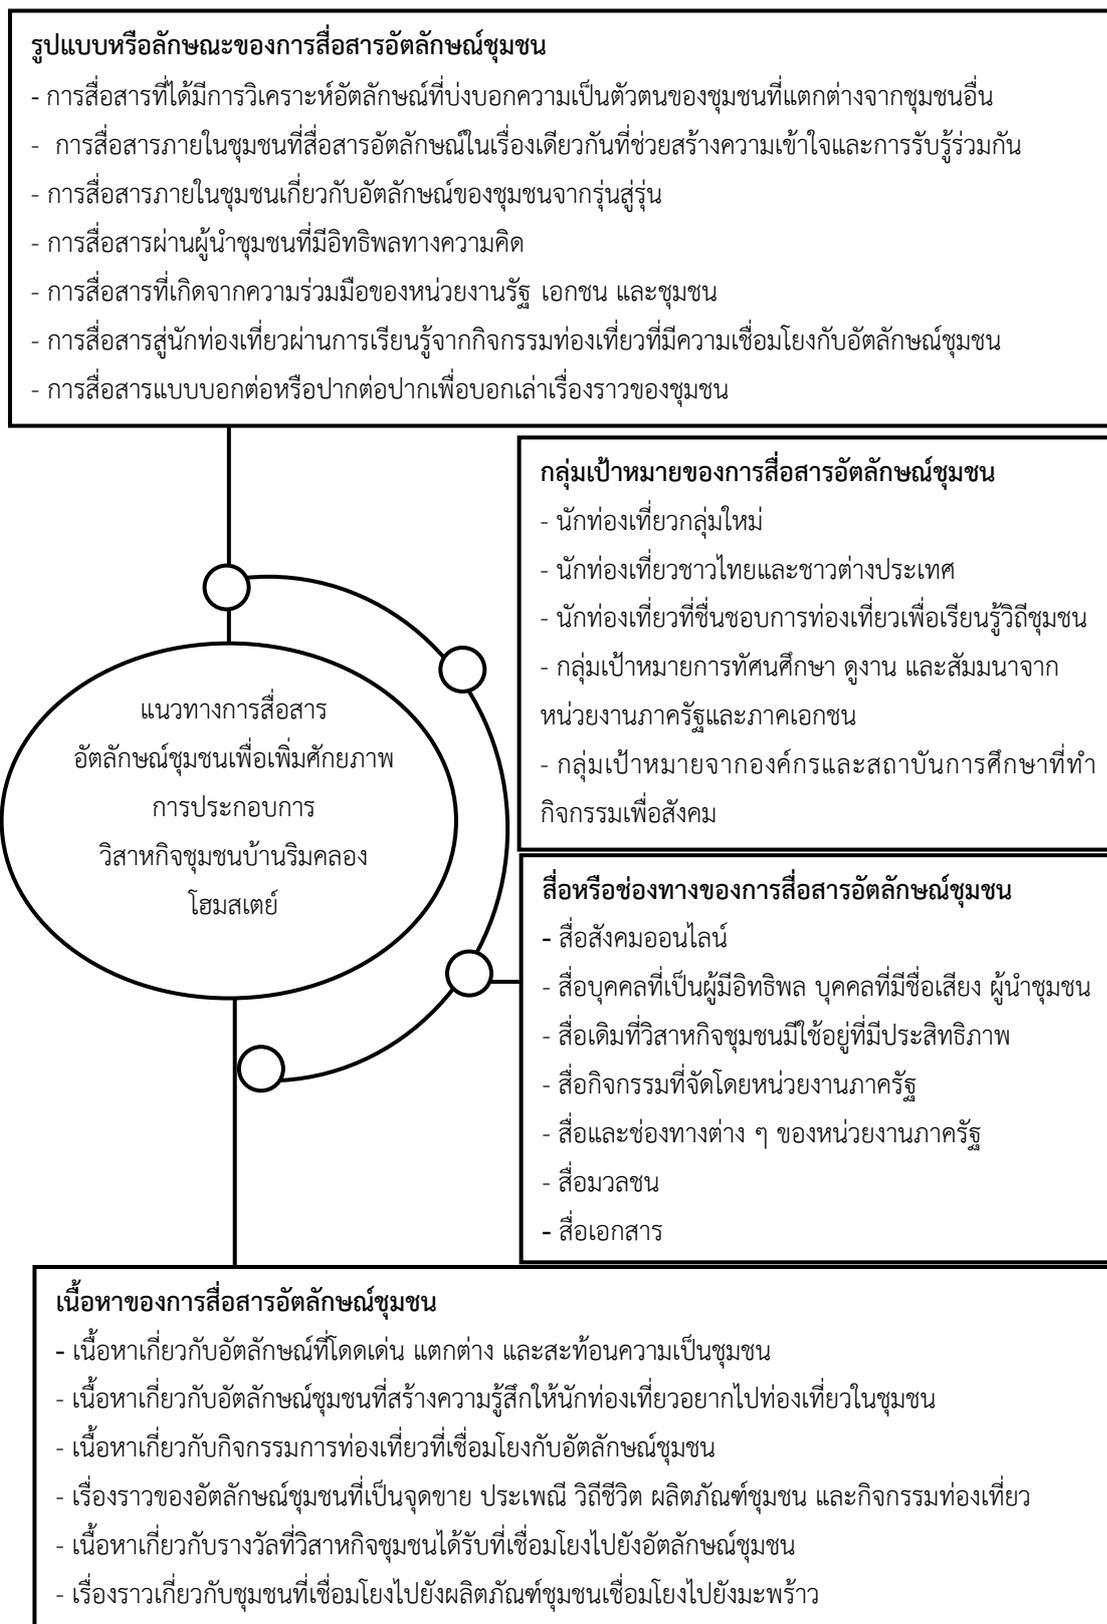 รูปแบบหรือลักษณะของการสื่อสารอัตลักษณ์ชุมชน
- การสื่อสารที่ได้มีการวิเคราะห์อัตลักษณ์ที่บ่งบอกความเป็นตัวตนของชุมชนที่แตกต่างจากชุมชนอื่น
- การสื่อสารภายในชุมชนที่สื่อสารอัตลักษณ์ในเรื่องเดียวกันที่ช่วยสร้างความเข้าใจและการรับรู้ร่วมกัน
- การสื่อสารภายในชุมชนเกี่ยวกับอัตลักษณ์ของชุมชนจากรุ่นสู่รุ่น
- การสื่อสารผ่านผู้นำชุมชนที่มีอิทธิพลทางความคิด
- การสื่อสารที่เกิดจากความร่วมมือของหน่วยงานรัฐ เอกชน และชุมชน
- การสื่อสารสู่นักท่องเที่ยวผ่านการเรียนรู้จากกิจกรรมท่องเที่ยวที่มีความเชื่อมโยงกับอัตลักษณ์ชุมชน
- การสื่อสารแบบบอกต่อหรือปากต่อปากเพื่อบอกเล่าเรื่องราวของชุมชน
กลุ่มเป้าหมายของการสื่อสารอัตลักษณ์ชุมชน
- นักท่องเที่ยวกลุ่มใหม่
- นักท่องเที่ยวชาวไทยและชาวต่างประเทศ
- นักท่องเที่ยวที่ชื่นชอบการท่องเที่ยวเพื่อเรียนรู้วิถีชุมชน
- กลุ่มเป้าหมายการทัศนศึกษา ดูงาน และสัมมนาจาก
หน่วยงานภาครัฐและภาคเอกชน
- กลุ่มเป้าหมายจากองค์กรและสถาบันการศึกษาที่ทำ
กิจกรรมเพื่อสังคม
แนวทางการสื่อสาร
อัตลักษณ์ชุมชนเพื่อเพิ่มศักยภาพ
การประกอบการ
วิสาหกิจชุมชนบ้านริมคลอง
โฮมสเตย์
สื่อหรือช่องทางของการสื่อสารอัตลักษณ์ชุมชน
- สื่อสังคมออนไลน์
- สื่อบุคคลที่เป็นผู้มีอิทธิพล บุคคลที่มีชื่อเสียง ผู้นำชุมชน
- สื่อเดิมที่วิสาหกิจชุมชนมีใช้อยู่ที่มีประสิทธิภาพ
- สื่อกิจกรรมที่จัดโดยหน่วยงานภาครัฐ
- สื่อและช่องทางต่าง ๆ ของหน่วยงานภาครัฐ
- สื่อมวลชน
- สื่อเอกสาร
เนื้อหาของการสื่อสารอัตลักษณ์ชุมชน
- เนื้อหาเกี่ยวกับอัตลักษณ์ที่โดดเด่น แตกต่าง และสะท้อนความเป็นชุมชน
- เนื้อหาเกี่ยวกับอัตลักษณ์ชุมชนที่สร้างความรู้สึกให้นักท่องเที่ยวอยากไปท่องเที่ยวในชุมชน
- เนื้อหาเกี่ยวกับกิจกรรมการท่องเที่ยวที่เชื่อมโยงกับอัตลักษณ์ชุมชน
- เรื่องราวของอัตลักษณ์ชุมชนที่เป็นจุดขาย ประเพณี วิถีชีวิต ผลิตภัณฑ์ชุมชน และกิจกรรมท่องเที่ยว
- เนื้อหาเกี่ยวกับรางวัลที่วิสาหกิจชุมชนได้รับที่เชื่อมโยงไปยังอัตลักษณ์ชุมชน
- เรื่องราวเกี่ยวกับชุมชนที่เชื่อมโยงไปยังผลิตภัณฑ์ชุมชนเชื่อมโยงไปยังมะพร้าว